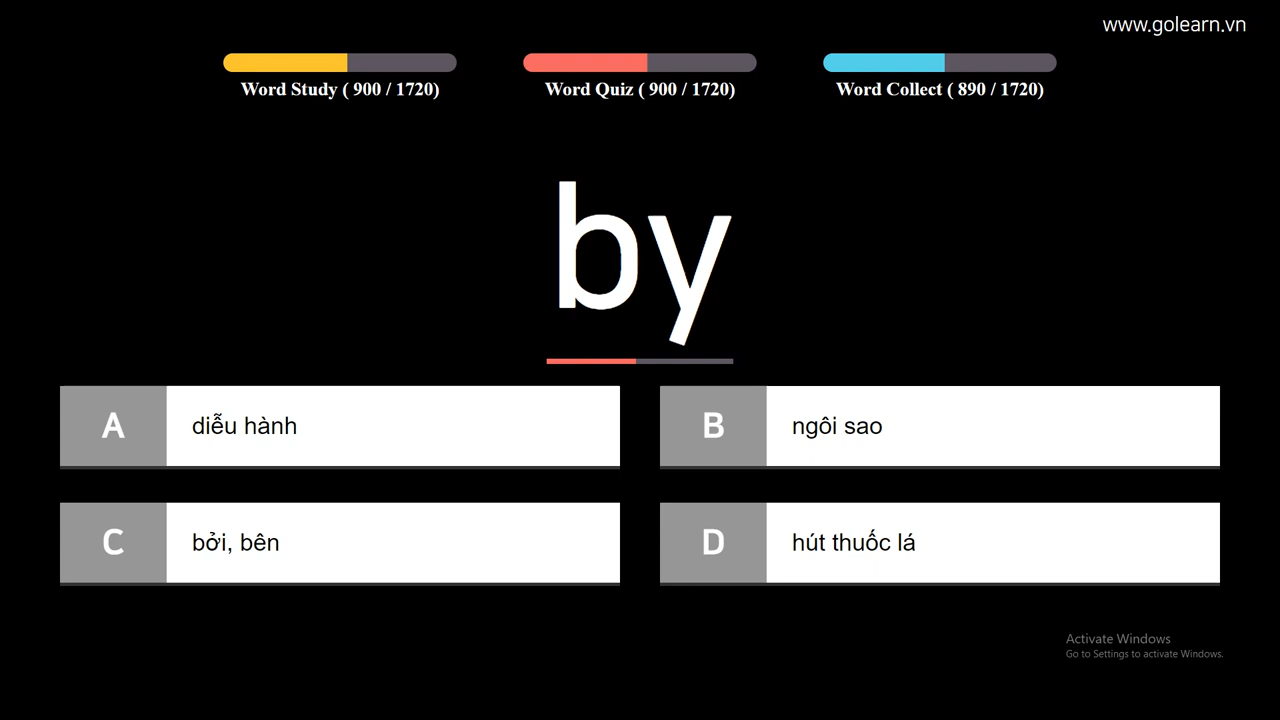 www.golearn.vn
Word Study ( 900 / 1720)
Word Quiz ( 900 / 1720)
Word Collect ( 890 / 1720)
by
A
diễu hành
B
ngôi sao
C
bởi, bên
D
hút thuốc lá
Activate Windows
Go to Settings to activate Windows.